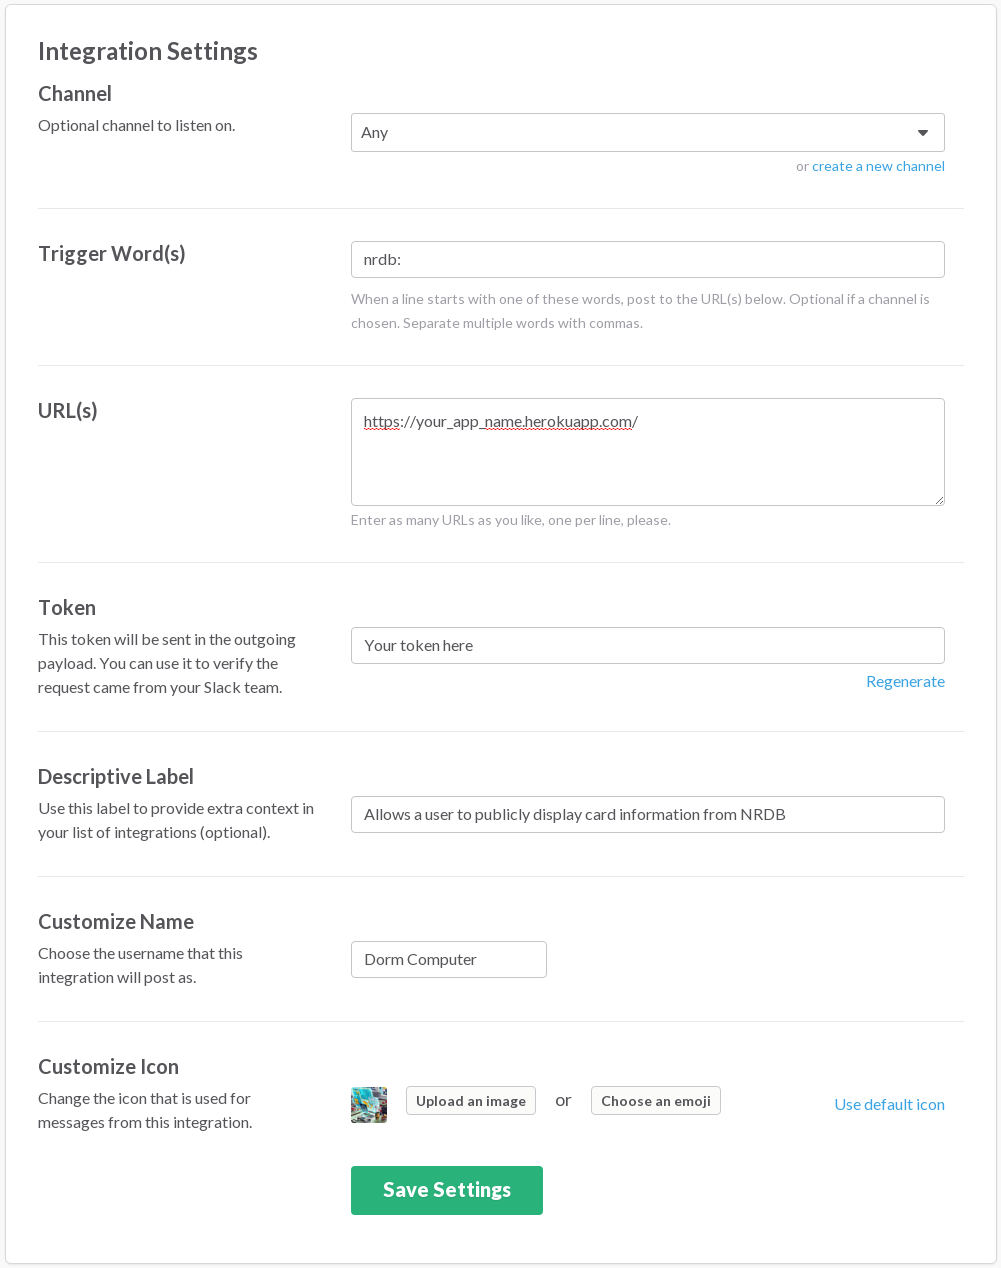 Integration Settings
Channel
Optional channel to listen on.
Any
or create a new channel
Trigger Word(s)
nrdb:
When a line starts with one of these words, post to the URL(s) below. Optional if a channel is
chosen. Separate multiple words with commas.
URL(s)
https://your_app_name.herokuapp.com/
Enter as many URLs as you like, one per line, please.
Token
This token will be sent in the outgoing
payload. You can use it to verify the
request came from your Slack team.
Your token here
Regenerate
Descriptive Label
Use this label to provide extra context in
your list of integrations (optional).
Allows a user to publicly display card information from NRDB
Customize Name
Choose the username that this
integration will post as.
Dorm Computer
Customize Icon
Change the icon that is used for
messages from this integration.
Upload an image or Choose an emoji
Use default icon
Save Settings